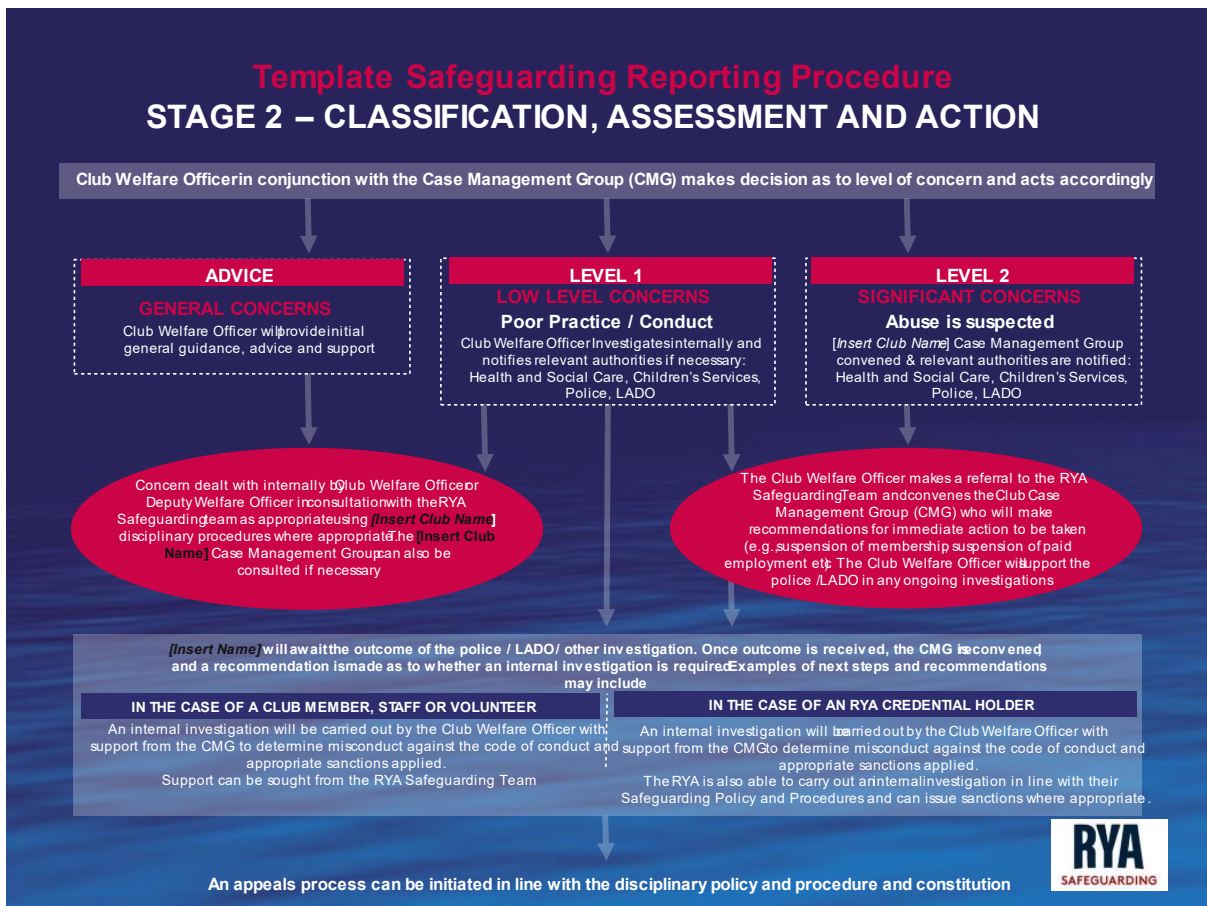 Template Safeguarding Reporting Procedure
STAGE 2 – CLASSIFICATION, ASSESSMENT AND ACTION
Club Welfare Officer in conjunction with the Case Management Group (CMG) makes decision as to level of concern and acts accordingly
ADVICE
GENERAL CONCERNS
Club Welfare Officer will provide initial
general guidance, advice and support
LEVEL 1
LOW LEVEL CONCERNS
Poor Practice / Conduct
Club Welfare Officer Investigates internally and
notifies relevant authorities if necessary:
Health and Social Care, Children's Services,
Police, LADO
LEVEL 2
SIGNIFICANT CONCERNS
Abuse is suspected
[Insert Club Name] Case Management Group
convened & relevant authorities are notified:
Health and Social Care, Children's Services,
Police, LADO
Concern dealt with internally by Club Welfare Officer or
Deputy Welfare Officer in consultation with the RYA
Safeguarding team as appropriate using [Insert Club Name]
disciplinary procedures where appropriate. The [Insert Club
Name] Case Management Group can also be
consulted if necessary
The Club Welfare Officer makes a referral to the RYA
Safeguarding Team and convenes the Club Case
Management Group (CMG) who will make
recommendations for immediate action to be taken
(e.g., suspension of membership, suspension of paid
employment etc). The Club Welfare Officer will support the
police / LADO in any ongoing investigations
[Insert Name] will await the outcome of the police / LADO / other investigation. Once outcome is received, the CMG is reconvened,
and a recommendation is made as to whether an internal investigation is required. Examples of next steps and recommendations
may include
IN THE CASE OF A CLUB MEMBER, STAFF OR VOLUNTEER
An internal investigation will be carried out by the Club Welfare Officer with
support from the CMG to determine misconduct against the code of conduct and
appropriate sanctions applied.
Support can be sought from the RYA Safeguarding Team
IN THE CASE OF AN RYA CREDENTIAL HOLDER
An internal investigation will be carried out by the Club Welfare Officer with
support from the CMG to determine misconduct against the code of conduct and
appropriate sanctions applied.
The RYA is also able to carry out an internal investigation in line with their
Safeguarding Policy and Procedures and can issue sanctions where appropriate.
RYA
SAFEGUARDING
An appeals process can be initiated in line with the disciplinary policy and procedure and constitution